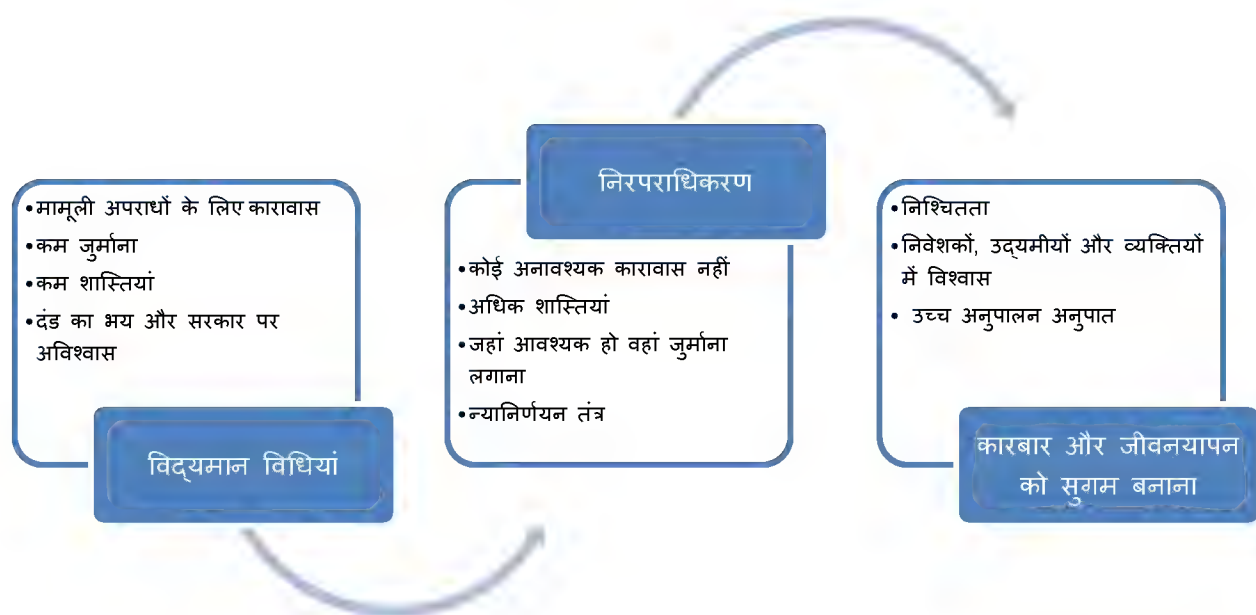 •मामूली अपराधों के लिए कारावास
•कम जुर्माना
•कम शास्तियां
•दंड का भय और सरकार पर
अविश्वास
विद्यमान विधियां
निरपराधिकरण
•कोई अनावश्यक कारावास नहीं
•अधिक शास्तियां
•जहां आवश्यक हो वहां जुर्माना
लगाना
•न्यानिर्णयन तंत्र
•निश्चितता
•निवेशकों, उद्यमीयों और व्यक्तियों
में विश्वास
• उच्च अनुपालन अनुपात
कारबार और जीवनयापन
को सुगम बनाना